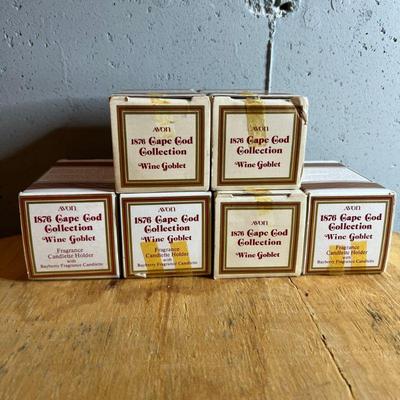 AVON
1876 Cape Cod
Collection
Wine Goblet
AVON
1876 Cape Cod
Collection
Wine Goblet
AVON
1876 Cape Cod
Collection
Wine Goblet
Fragrance
Candlette Holder
with
Bayberry Fragrance Candlette
AVON
1876 Cape Cod
Collection
Wine Goblet
Fragrance
Candlette Holder
with
Bayberry Fragrance Candlette
AVON
1876 Cape Cod
Collection
Wine Goblet
AVON
1876 Cape Cod
Collection
Wine Goblet
Fragrance
Candlette Holder
with
Bayberry Fragrance Candlette